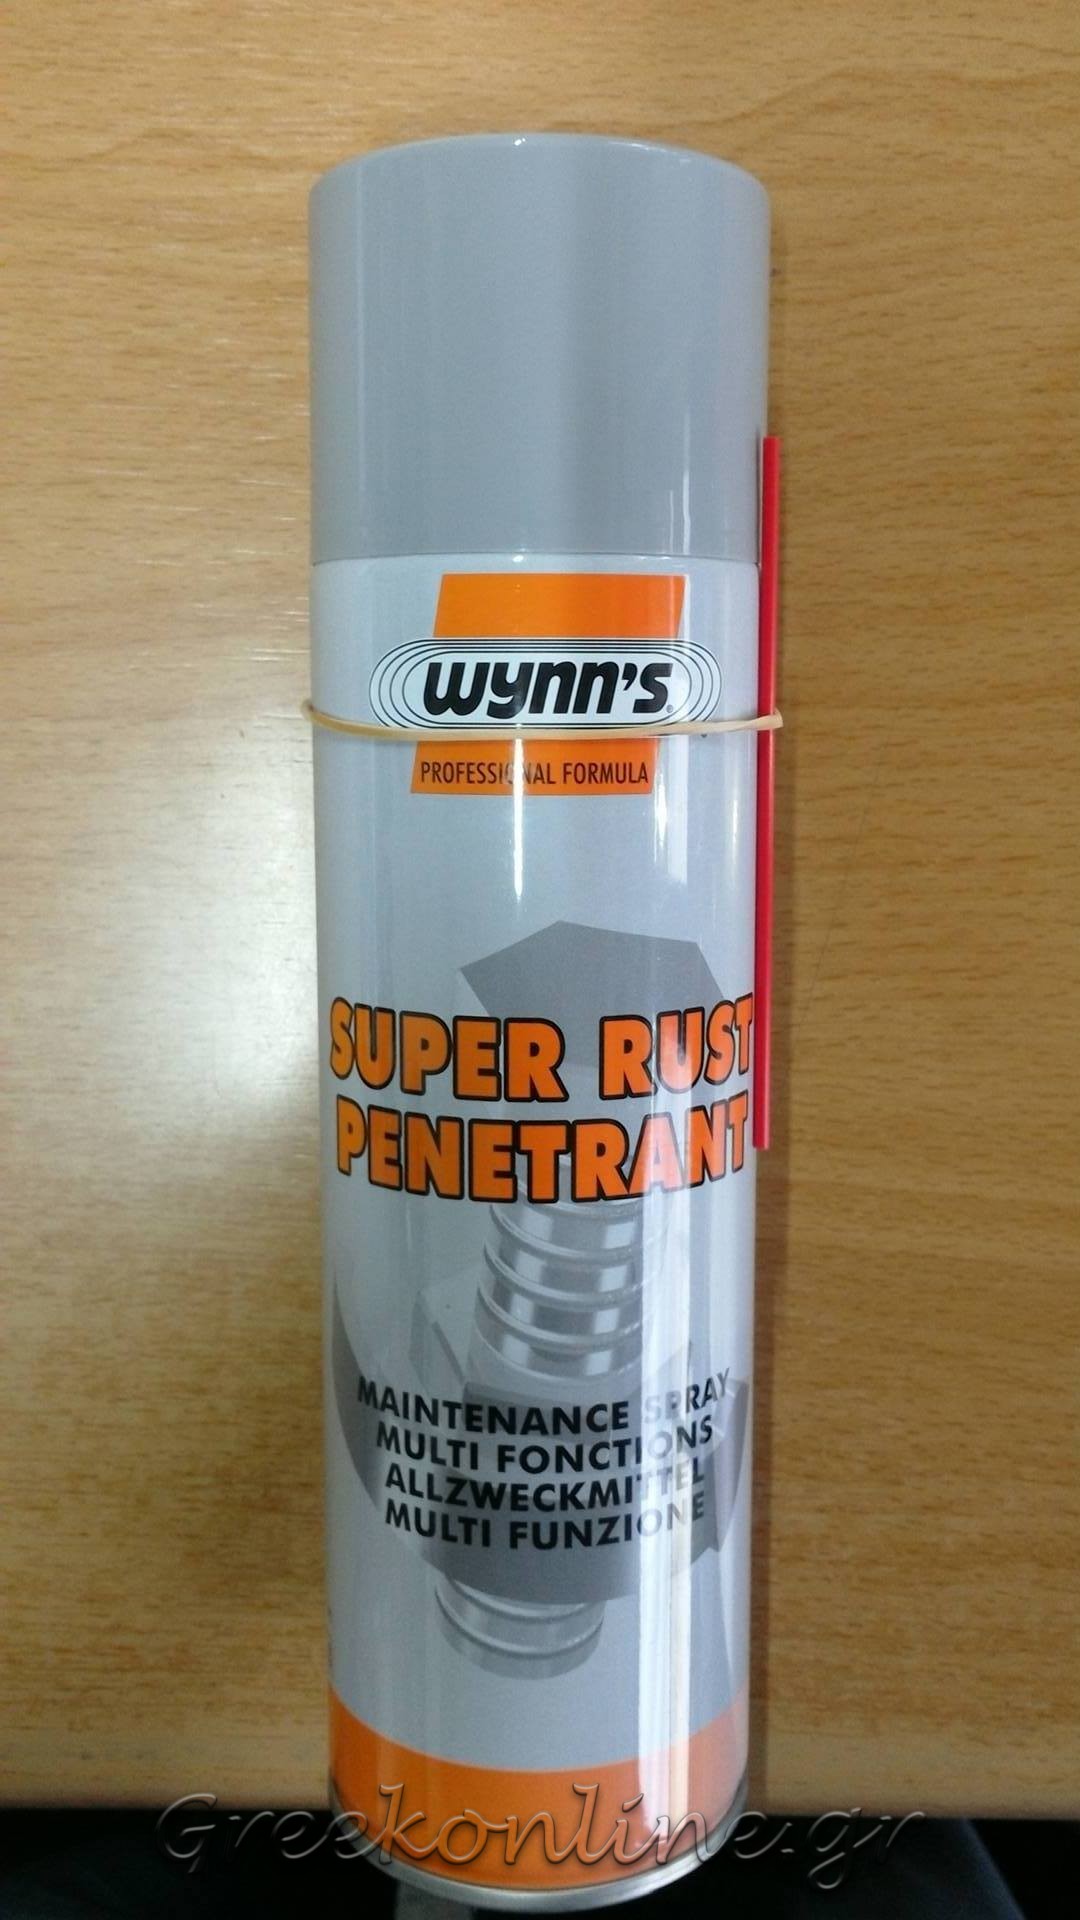 wynn's®
PROFESSIONAL FORMULA
SUPER RUST
PENETRANT
MAINTENANCE SPRAY
MULTI FONCTIONS
ALLZWECKMITTEL
MULTI FUNZIONE
Greekonline.gr